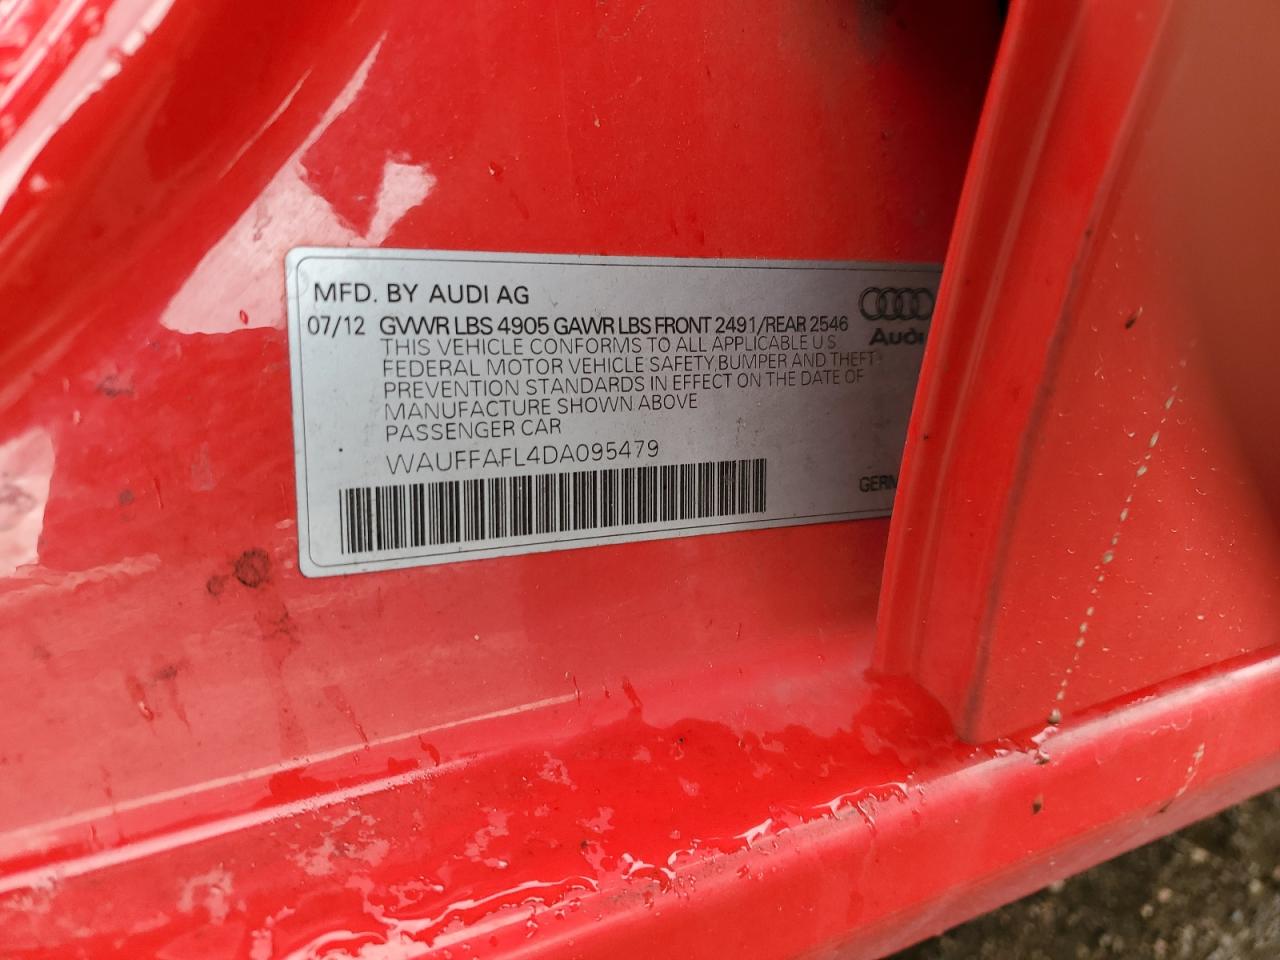 MFD. BY AUDI AG
07/12 GVWR LBS 4905 GAWR LBS FRONT 2491/REAR 2546
Audi
THIS VEHICLE CONFORMS TO ALL APPLICABLE U S
FEDERAL MOTOR VEHICLE SAFETY, BUMPER AND THEFT
PREVENTION STANDARDS IN EFFECT ON THE DATE OF
MANUFACTURE SHOWN ABOVE
PASSENGER CAR
WAUFFAFL4DA095479
GERM